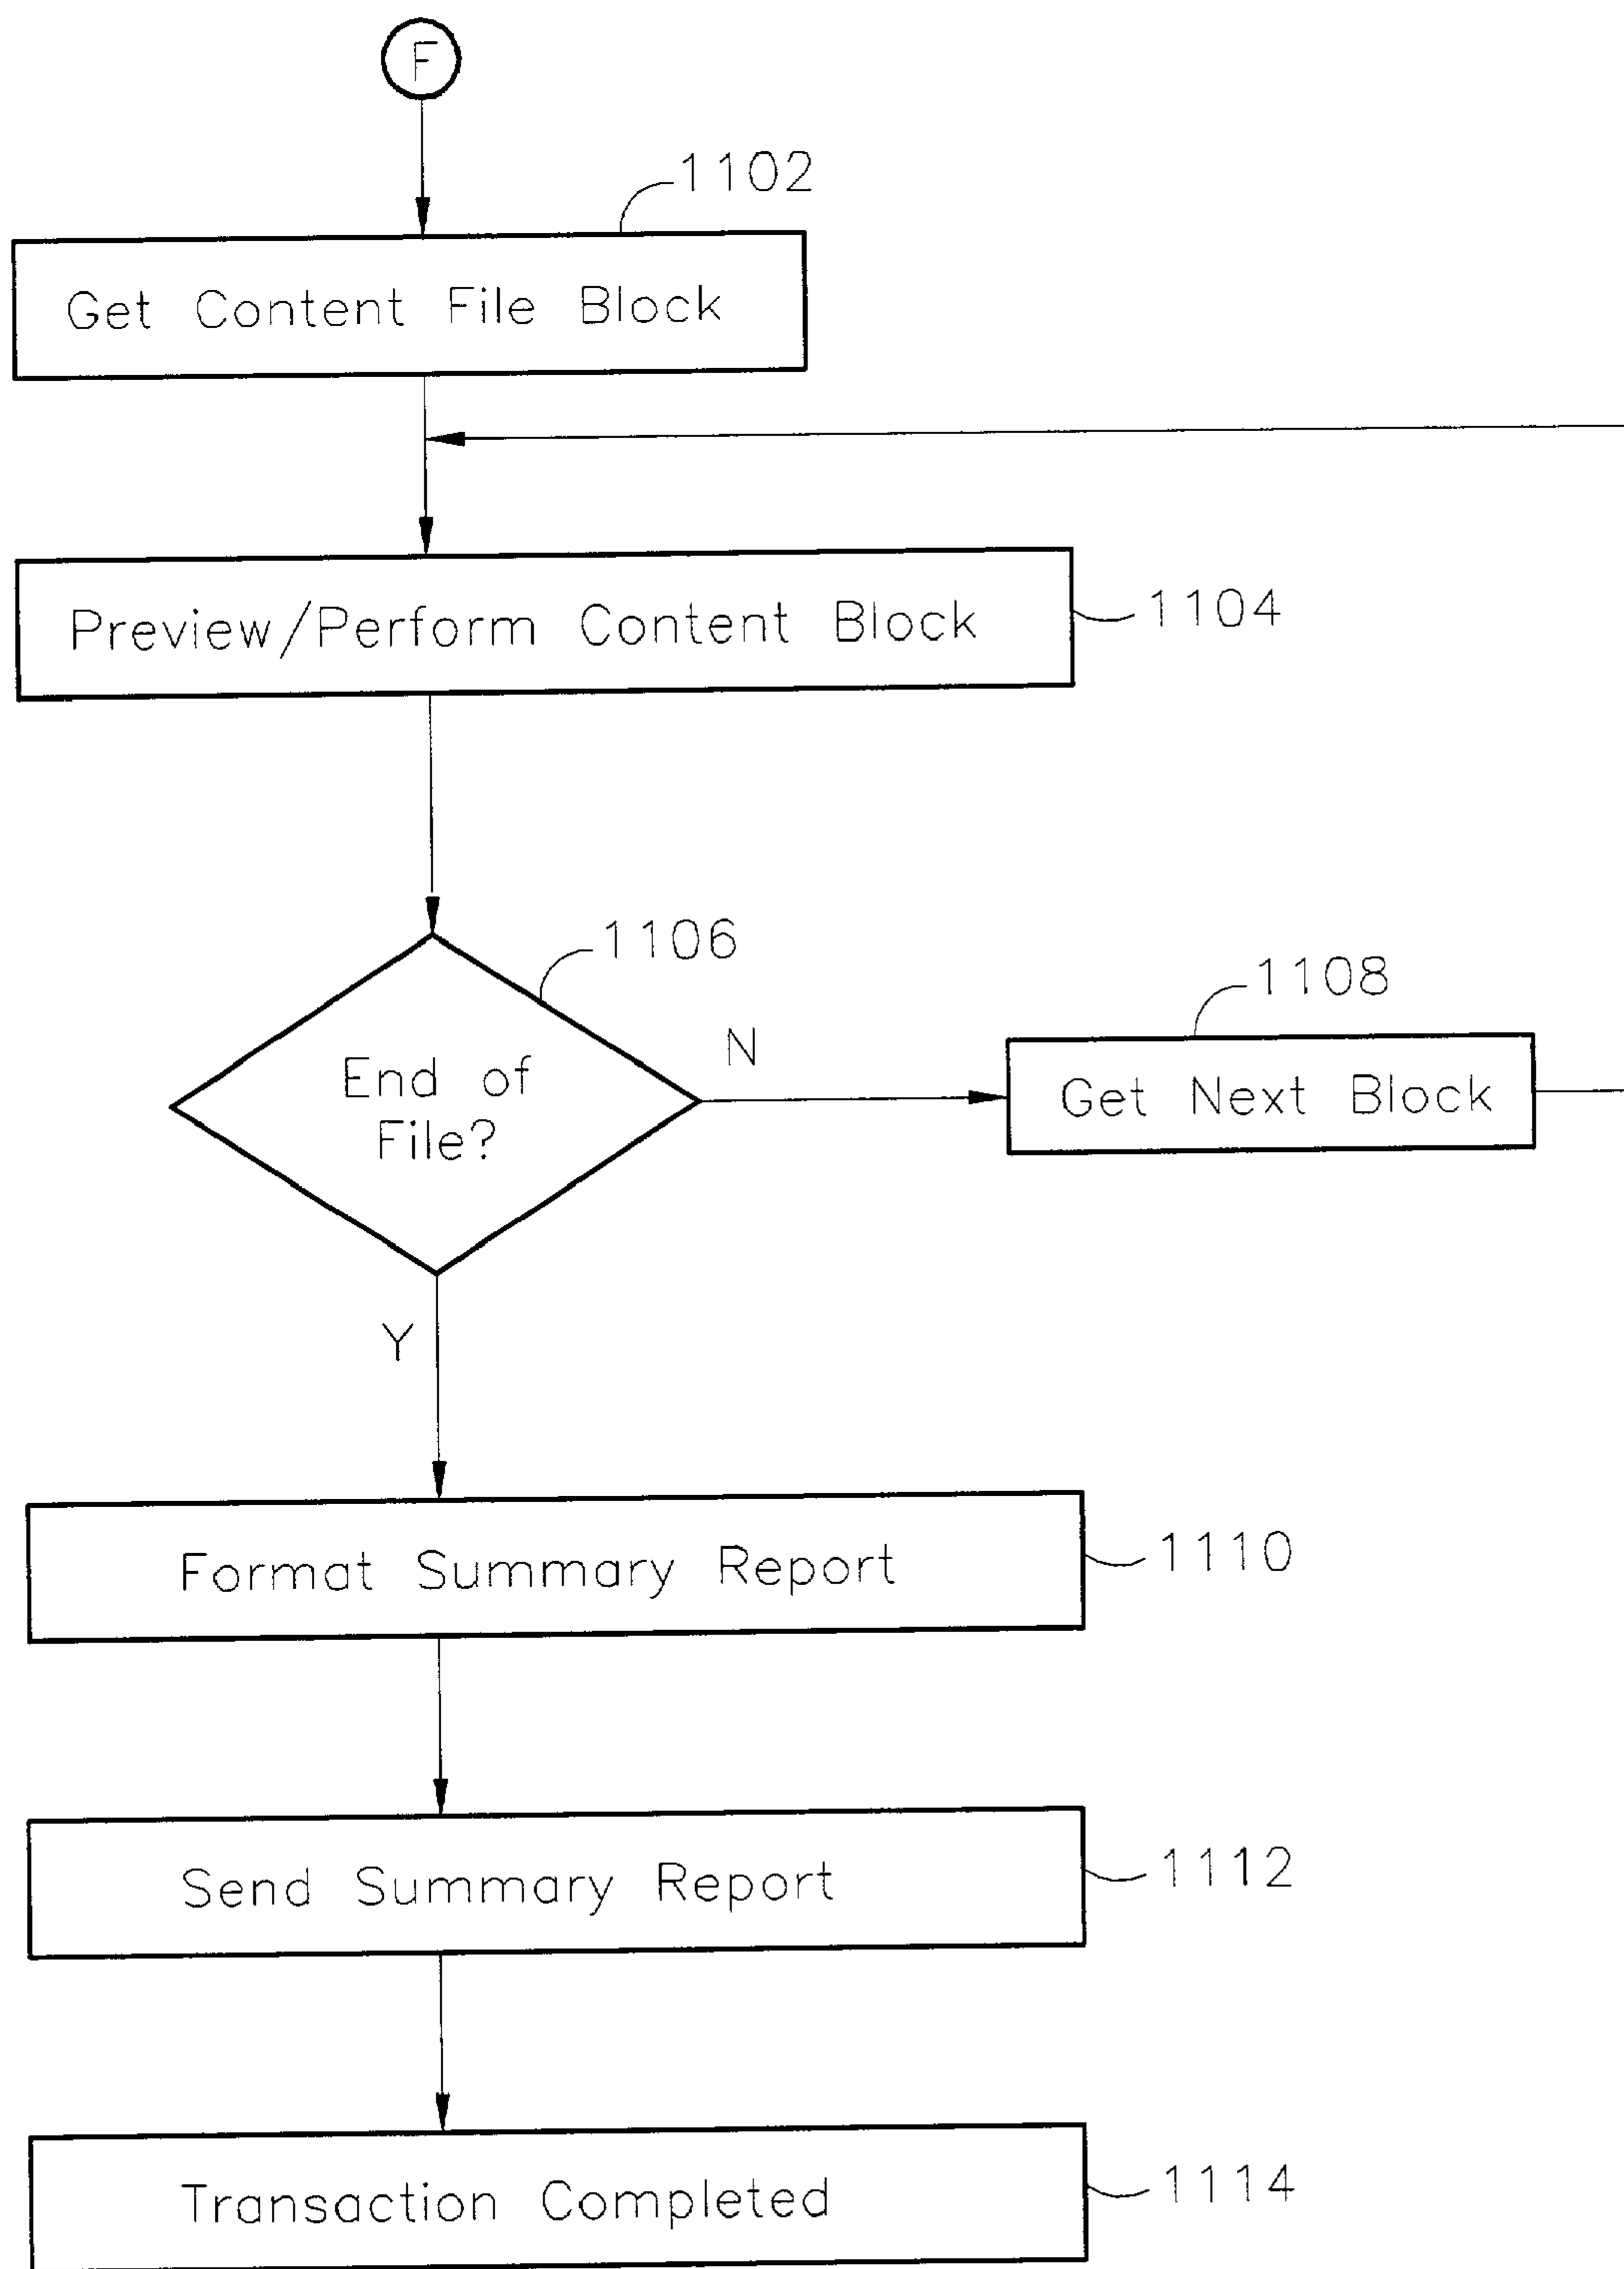 F
1102
Get Content File Block
Preview/Perform Content Block
1104
1106
End of
File?
N
1108
Get Next Block
Y
Format Summary Report
1110
Send Summary Report
1112
Transaction Completed
1114